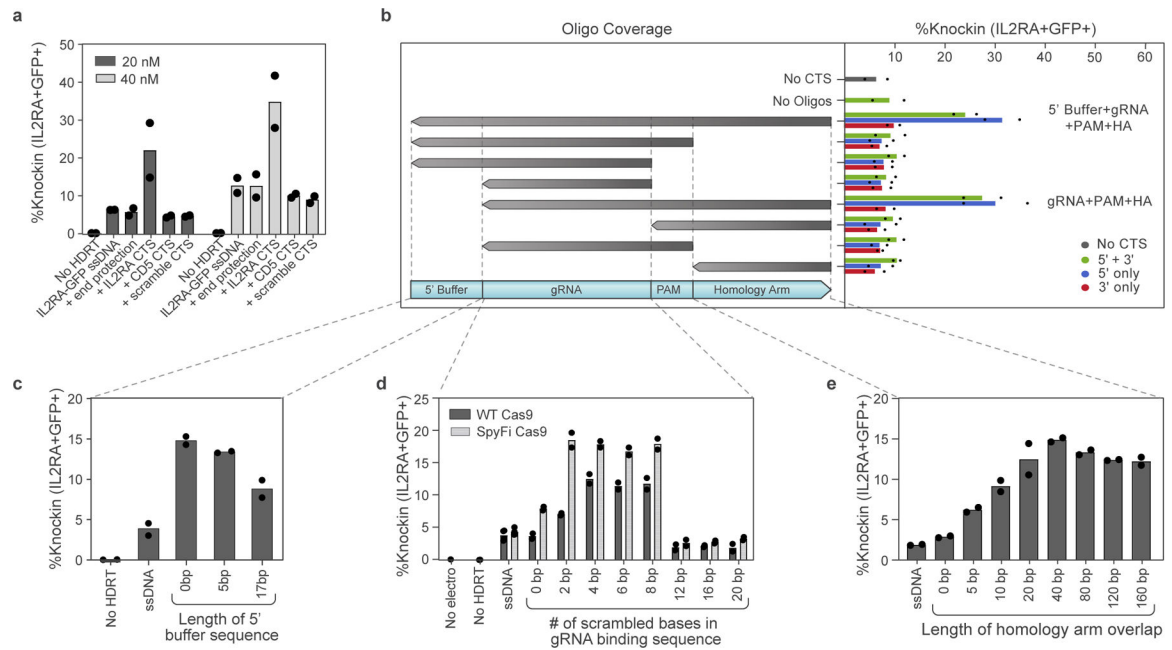 a
%Knockin (IL2RA+GFP+)
50
40
30
20
10
0
20 nM
40 nM
No HDRT
IL2RA-GFP ssDNA
+ end protection
+ IL2RA CTS
+ CD5 CTS
+ scramble CTS
No HDRT
IL2RA-GFP ssDNA
+ end protection
+ IL2RA CTS
+ CD5 CTS
+ scramble CTS
b
Oligo Coverage
%Knockin (IL2RA+GFP+)
10 20 30 40 50 60
No CTS
No Oligos
5' Buffer+gRNA
+PAM+HA
gRNA+PAM+HA
No CTS
5' + 3'
5' only
3' only
5' Buffer gRNA PAM Homology Arm
c
%Knockin (IL2RA+GFP+)
20
15
10
5
0
No HDRT
ssDNA
0bp
5bp
17bp
Length of 5'
buffer sequence
d
%Knockin (IL2RA+GFP+)
25
20
15
10
5
0
WT Cas9
SpyFi Cas9
No electro
No HDRT
ssDNA
0 bp
2 bp
4 bp
6 bp
8 bp
12 bp
16 bp
20 bp
# of scrambled bases in
gRNA binding sequence
e
%Knockin (IL2RA+GFP+)
20
15
10
5
0
ssDNA
0 bp
5 bp
10 bp
20 bp
40 bp
80 bp
120 bp
160 bp
Length of homology arm overlap